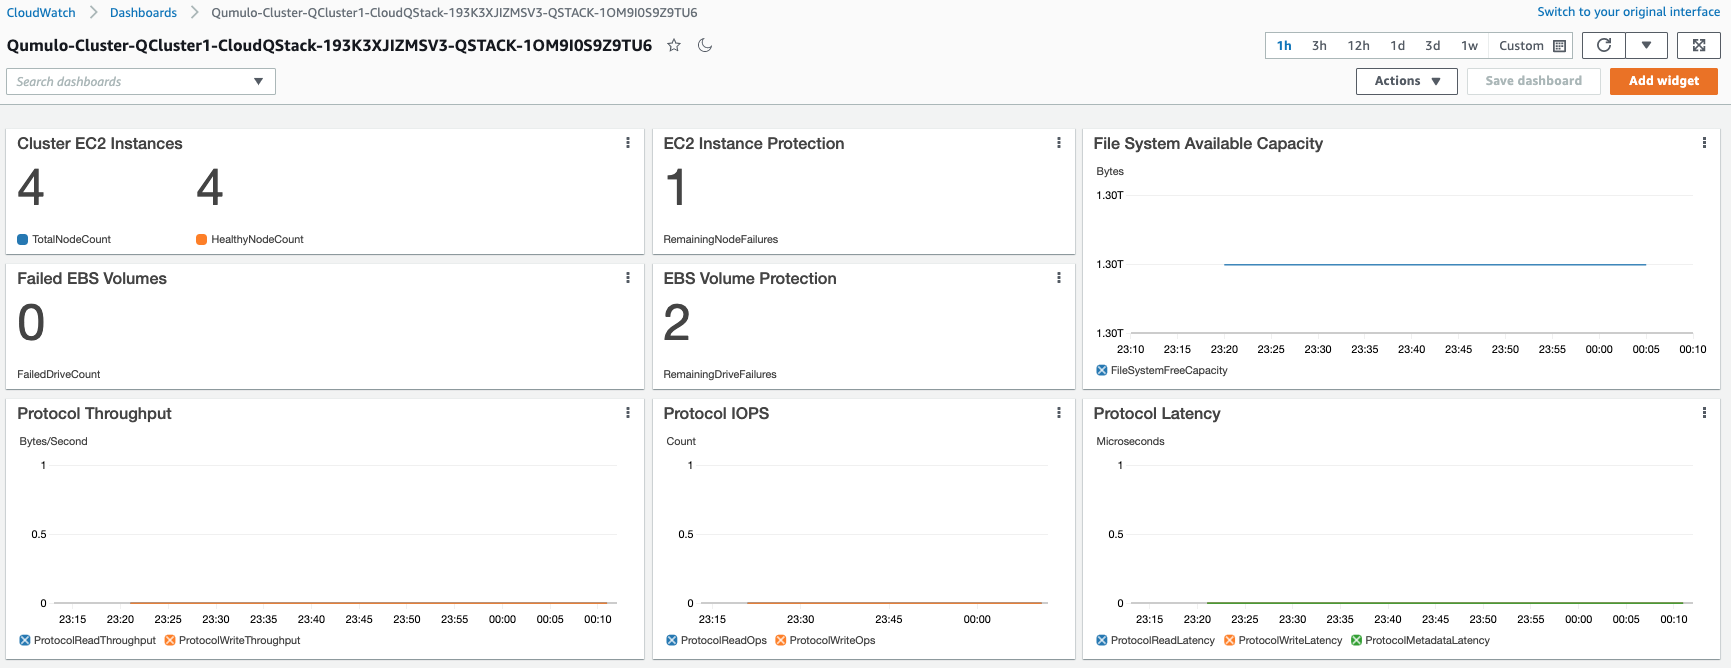 CloudWatch Dashboards Qumulo-Cluster-QCluster1-CloudQStack-193K3XJIZMSV3-QSTACK-1OM9I0S9Z9TU6
Switch to your original interface
Qumulo-Cluster-QCluster1-CloudQStack-193K3XJIZMSV3-QSTACK-1OM9I0S9Z9TU6
1h 3h 12h 1d 3d 1w Custom
Search dashboards
Actions Save dashboard Add widget
Cluster EC2 Instances
4 4
TotalNodeCount HealthyNodeCount
EC2 Instance Protection
1
RemainingNodeFailures
File System Available Capacity
Bytes
1.30T
1.30T
1.30T
23:10 23:15 23:20 23:25 23:30 23:35 23:40 23:45 23:50 23:55 00:00 00:05 00:10
FileSystemFreeCapacity
Failed EBS Volumes
0
FailedDriveCount
EBS Volume Protection
2
RemainingDriveFailures
Protocol Throughput
Bytes/Second
1
0.5
0
23:15 23:20 23:25 23:30 23:35 23:40 23:45 23:50 23:55 00:00 00:05 00:10
ProtocolReadThroughput ProtocolWriteThroughput
Protocol IOPS
Count
1
0.5
0
23:15 23:30 23:45 00:00
ProtocolReadOps ProtocolWriteOps
Protocol Latency
Microseconds
1
0.5
0
23:15 23:20 23:25 23:30 23:35 23:40 23:45 23:50 23:55 00:00 00:05 00:10
ProtocolReadLatency ProtocolWriteLatency ProtocolMetadataLatency